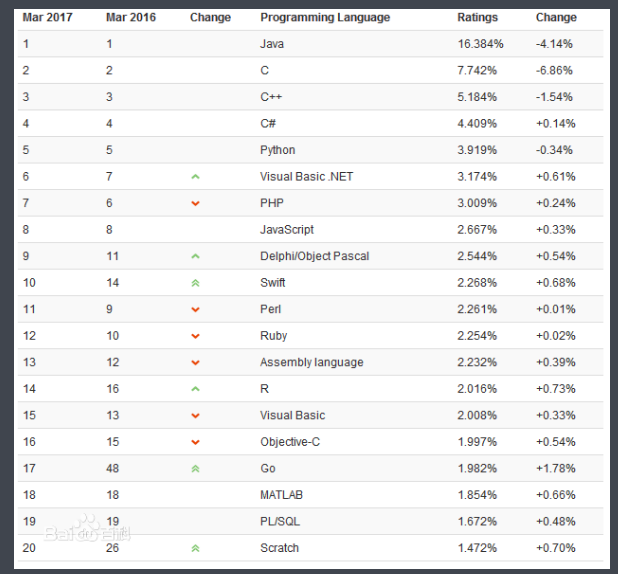 Mar 2017 Mar 2016 Change Programming Language Ratings Change
1 1 Java 16.384% -4.14%
2 2 C 7.742% -6.86%
3 3 C++ 5.184% -1.54%
4 4 C# 4.409% +0.14%
5 5 Python 3.919% -0.34%
6 7 Visual Basic .NET 3.174% +0.61%
7 6 PHP 3.009% +0.24%
8 8 JavaScript 2.667% +0.33%
9 11 Delphi/Object Pascal 2.544% +0.54%
10 14 Swift 2.268% +0.68%
11 9 Perl 2.261% +0.01%
12 10 Ruby 2.254% +0.02%
13 12 Assembly language 2.232% +0.39%
14 16 R 2.016% +0.73%
15 13 Visual Basic 2.008% +0.33%
16 15 Objective-C 1.997% +0.54%
17 48 Go 1.982% +1.78%
18 18 MATLAB 1.854% +0.66%
19 19 PL/SQL 1.672% +0.48%
Baidu百科
20 26 Scratch 1.472% +0.70%